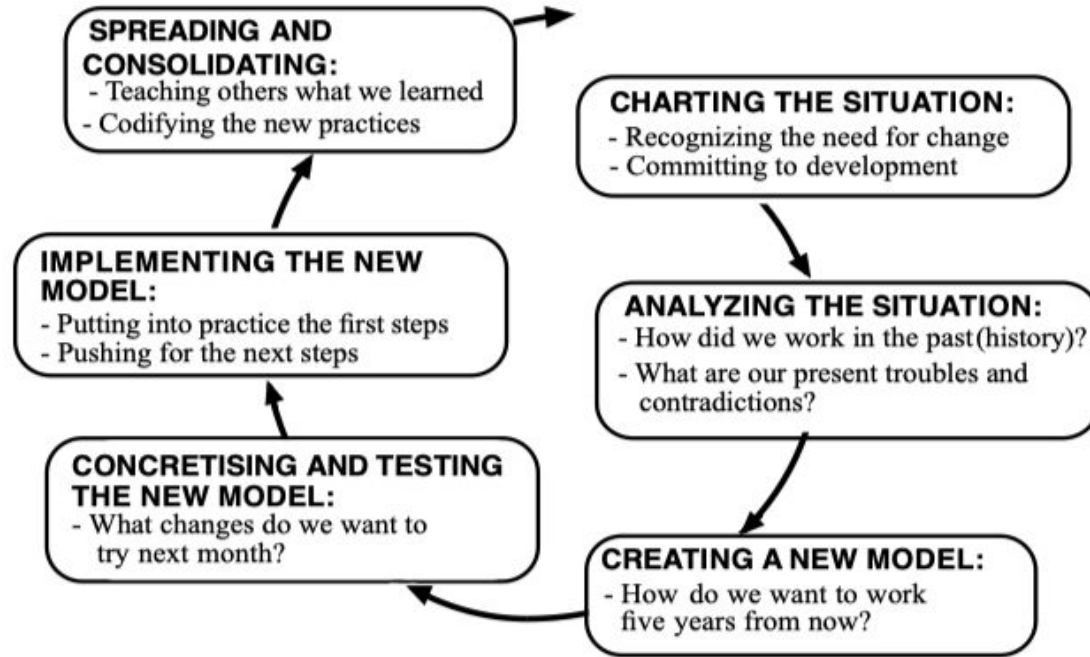 SPREADING AND
CONSOLIDATING:
- Teaching others what we learned
- Codifying the new practices
CHARTING THE SITUATION:
- Recognizing the need for change
- Committing to development
ANALYZING THE SITUATION:
- How did we work in the past (history)?
- What are our present troubles and
contradictions?
CREATING A NEW MODEL:
- How do we want to work
five years from now?
CONCRETISING AND TESTING
THE NEW MODEL:
- What changes do we want to
try next month?
IMPLEMENTING THE NEW
MODEL:
- Putting into practice the first steps
- Pushing for the next steps